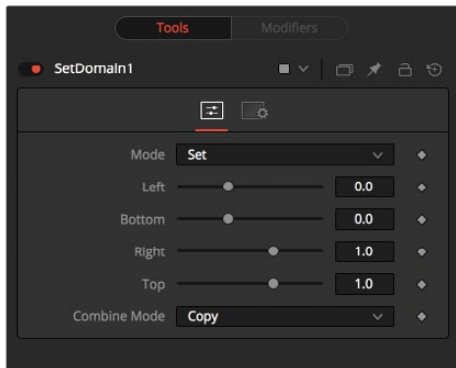 Tools Modifiers
SetDomain1
Mode Set
Left 0.0
Bottom 0.0
Right 1.0
Top 1.0
Combine Mode Copy